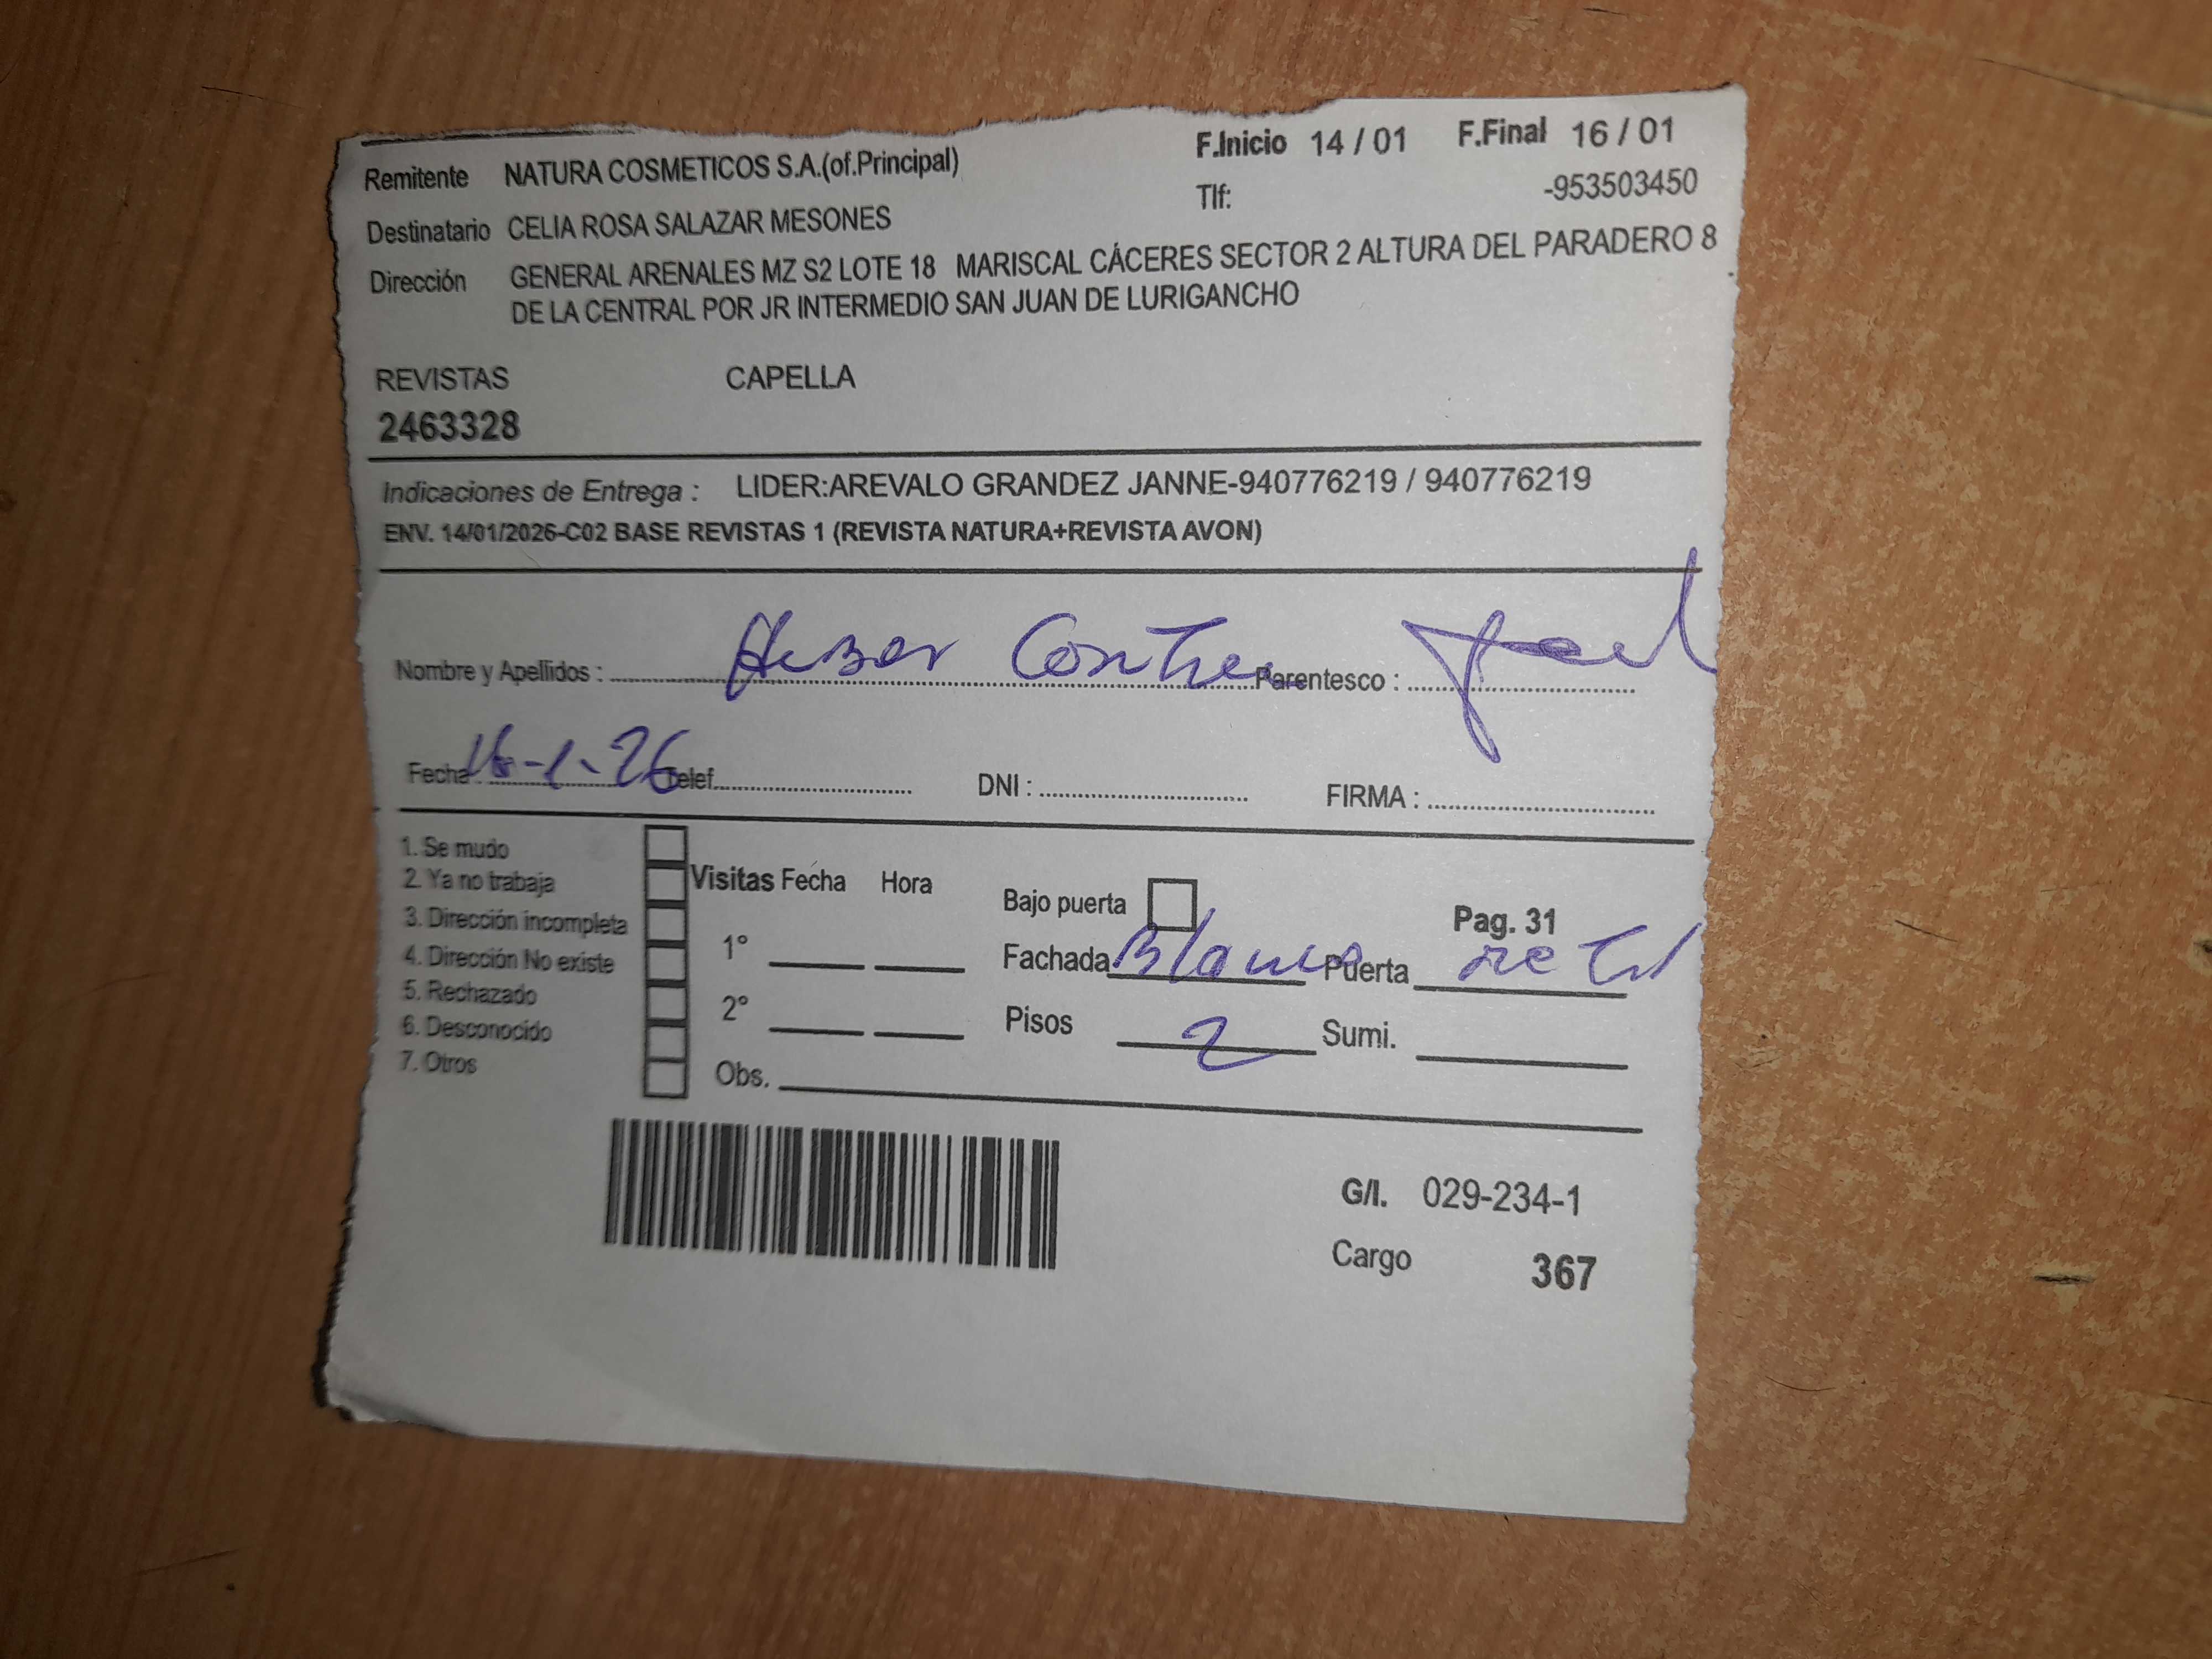 F.Inicio 14 / 01 F.Final 16 / 01
Remitente NATURA COSMETICOS S.A.(of.Principal)
Tlf: -953503450
Destinatario CELIA ROSA SALAZAR MESONES
Dirección GENERAL ARENALES MZ S2 LOTE 18 MARISCAL CÁCERES SECTOR 2 ALTURA DEL PARADERO 8
DE LA CENTRAL POR JR INTERMEDIO SAN JUAN DE LURIGANCHO
REVISTAS CAPELLA
2463328
Indicaciones de Entrega : LIDER:AREVALO GRANDEZ JANNE-940776219 / 940776219
ENV. 14/01/2026-C02 BASE REVISTAS 1 (REVISTA NATURA+REVISTA AVON)
Nombre y Apellidos : Parentesco :
Fecha : 16-1-26 Telef. DNI : FIRMA :
1. Se mudo
2. Ya no trabaja
3. Dirección incompleta
4. Dirección No existe
5. Rechazado
6. Desconocido
7. Otros
Visitas Fecha Hora
1°
2°
Obs.
Bajo puerta Pag. 31
Fachada Blanco Puerta
Pisos 2 Sumi.
G/I. 029-234-1
Cargo 367